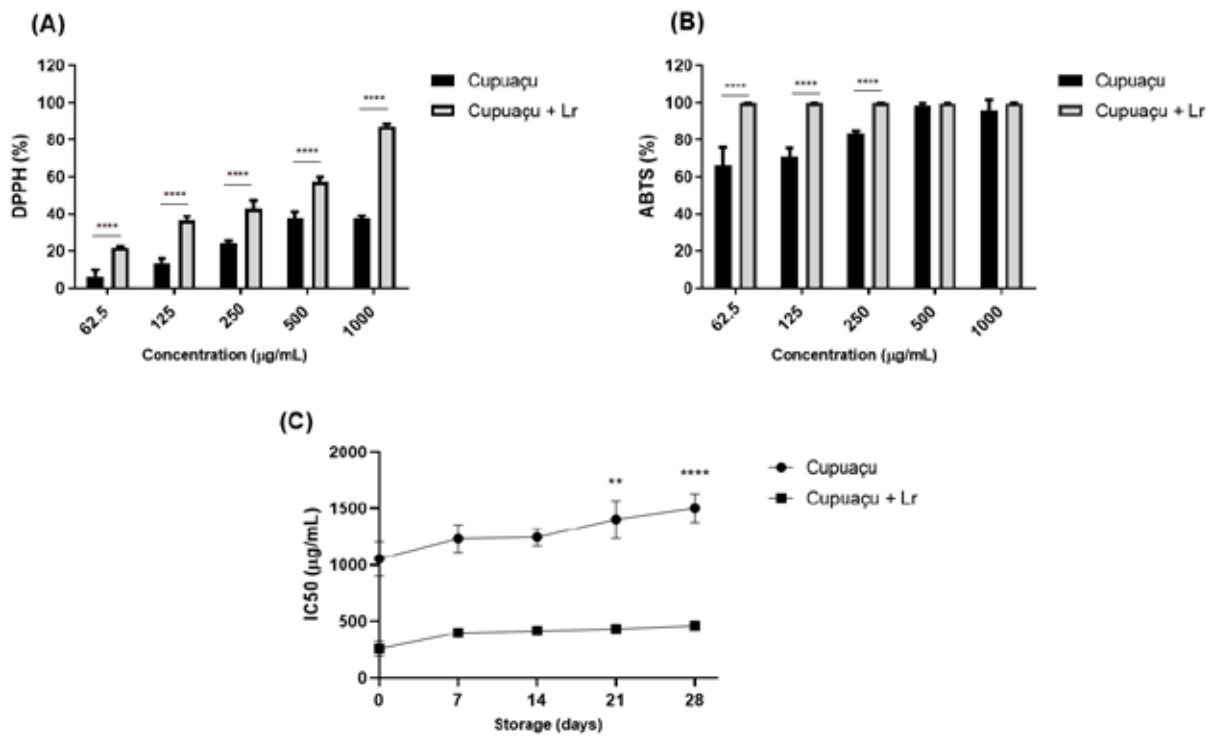 (A)
120
100
80
60
40
20
0
DPPH (%)
****
****
****
****
****
62.5
125
250
500
1000
Concentration (µg/mL)
Cupuaçu
Cupuaçu + Lr
(B)
120
100
80
60
40
20
0
ABTS (%)
****
****
****
62.5
125
250
500
1000
Concentration (µg/mL)
Cupuaçu
Cupuaçu + Lr
(C)
2000
1500
1000
500
0
IC50 (µg/mL)
**
****
0
7
14
21
28
Storage (days)
Cupuaçu
Cupuaçu + Lr